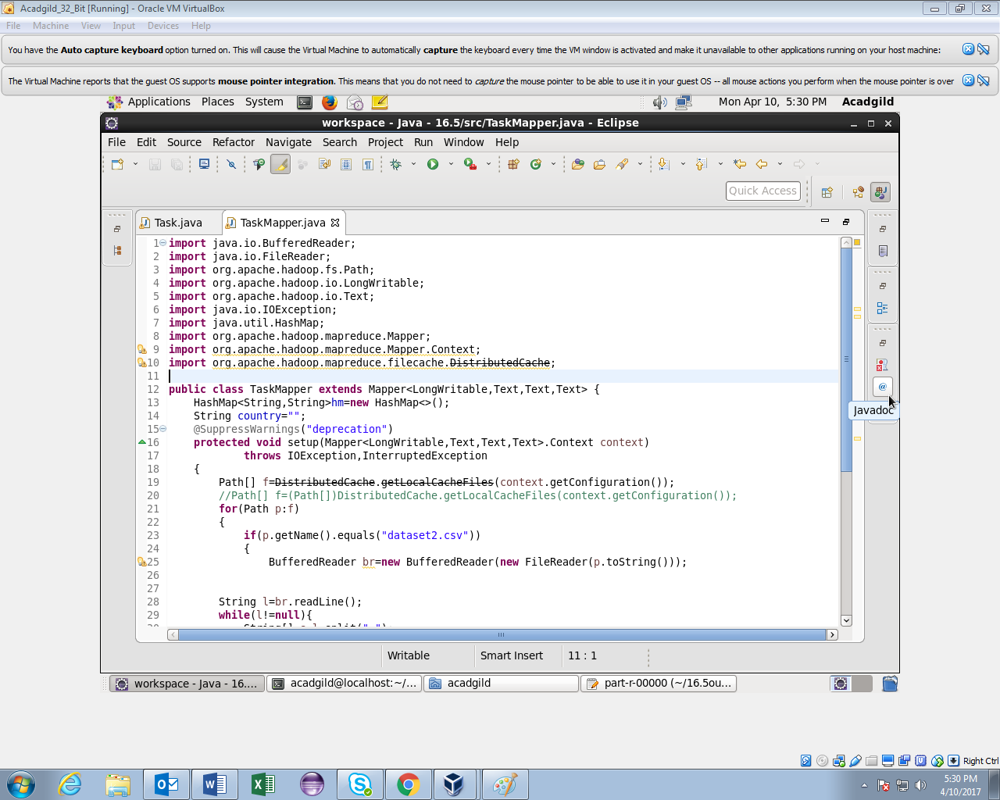 Acadgild_32_Bit [Running] - Oracle VM VirtualBox
File Machine View Input Devices Help
You have the Auto capture keyboard option turned on. This will cause the Virtual Machine to automatically capture the keyboard every time the VM window is activated and make it unavailable to other applications running on your host machine:
The Virtual Machine reports that the guest OS supports mouse pointer integration. This means that you do not need to capture the mouse pointer to be able to use it in your guest OS -- all mouse actions you perform when the mouse pointer is over
Applications Places System Mon Apr 10, 5:30 PM Acadgild
workspace - Java - 16.5/src/TaskMapper.java - Eclipse
File Edit Source Refactor Navigate Search Project Run Window Help
Quick Access
Task.java TaskMapper.java
1 import java.io.BufferedReader;
2 import java.io.FileReader;
3 import org.apache.hadoop.fs.Path;
4 import org.apache.hadoop.io.LongWritable;
5 import org.apache.hadoop.io.Text;
6 import java.io.IOException;
7 import java.util.HashMap;
8 import org.apache.hadoop.mapreduce.Mapper;
9 import org.apache.hadoop.mapreduce.Mapper.Context;
10 import org.apache.hadoop.mapreduce.filecache.DistributedCache;
11
12 public class TaskMapper extends Mapper<LongWritable,Text,Text,Text> {
13 HashMap<String,String>hm=new HashMap<>();
14 String country="";
Javadoc
15 @SuppressWarnings("deprecation")
16 protected void setup(Mapper<LongWritable,Text,Text,Text>.Context context)
17 throws IOException,InterruptedException
18 {
19 Path[] f=DistributedCache.getLocalCacheFiles(context.getConfiguration());
20 //Path[] f=(Path[])DistributedCache.getLocalCacheFiles(context.getConfiguration());
21 for(Path p:f)
22 {
23 if(p.getName().equals("dataset2.csv"))
24 {
25 BufferedReader br=new BufferedReader(new FileReader(p.toString()));
26
27
28 String l=br.readLine();
29 while(l!=null){
Writable Smart Insert 11 : 1
workspace - Java - 16.... acadgild@localhost:~/... acadgild part-r-00000 (~/16.5ou...
Right Ctrl
5:30 PM
4/10/2017